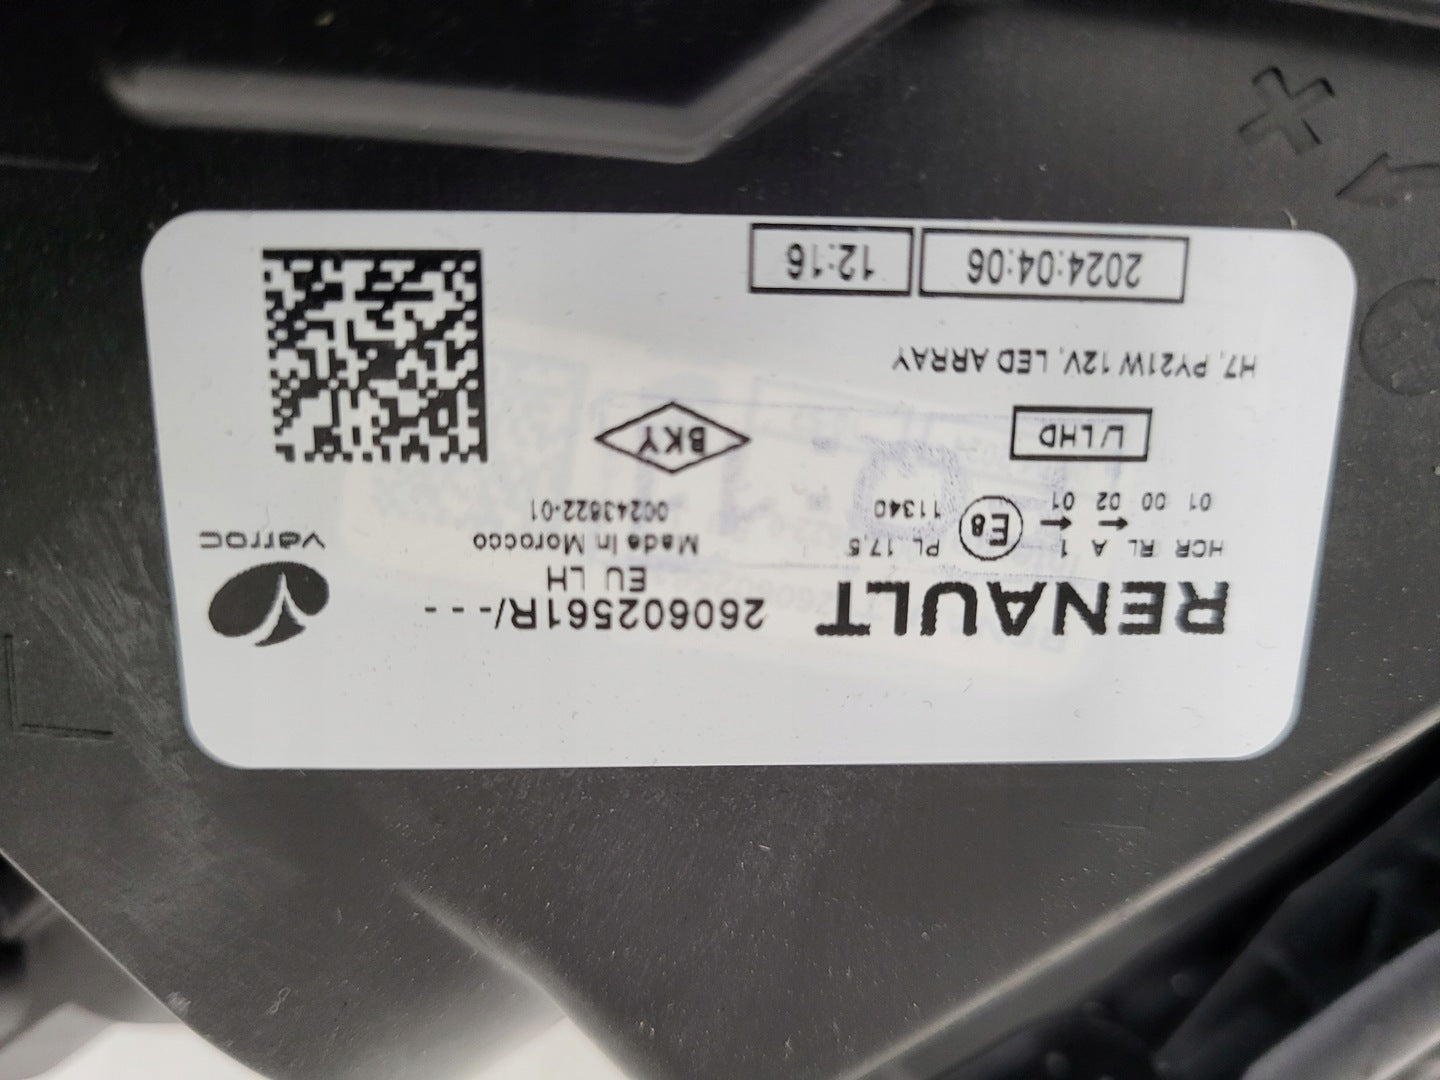 RENAULT
260602561R/---
EU LH
HCR RL A 1 PL 17,5
01 00 02 01
E8
11340
Made In Morocco
00243822-01
varroc
L/LHD
BKY
H7, PY21W 12V, LED ARRAY
2024:04:06
12:16